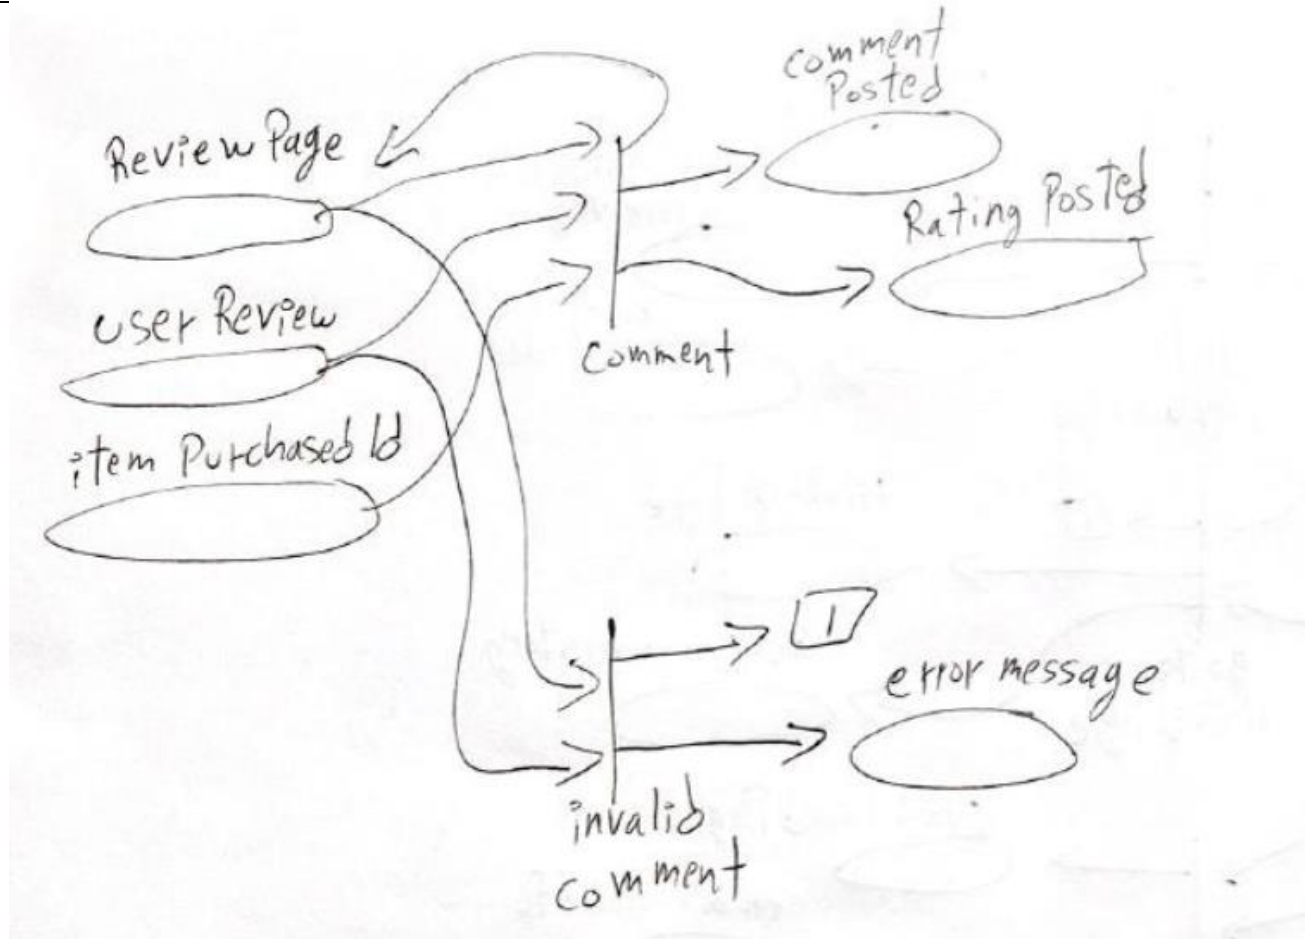 comment
Posted
Review Page
Rating Posted
user Review
comment
item Purchased Id
1
error message
invalid
comment